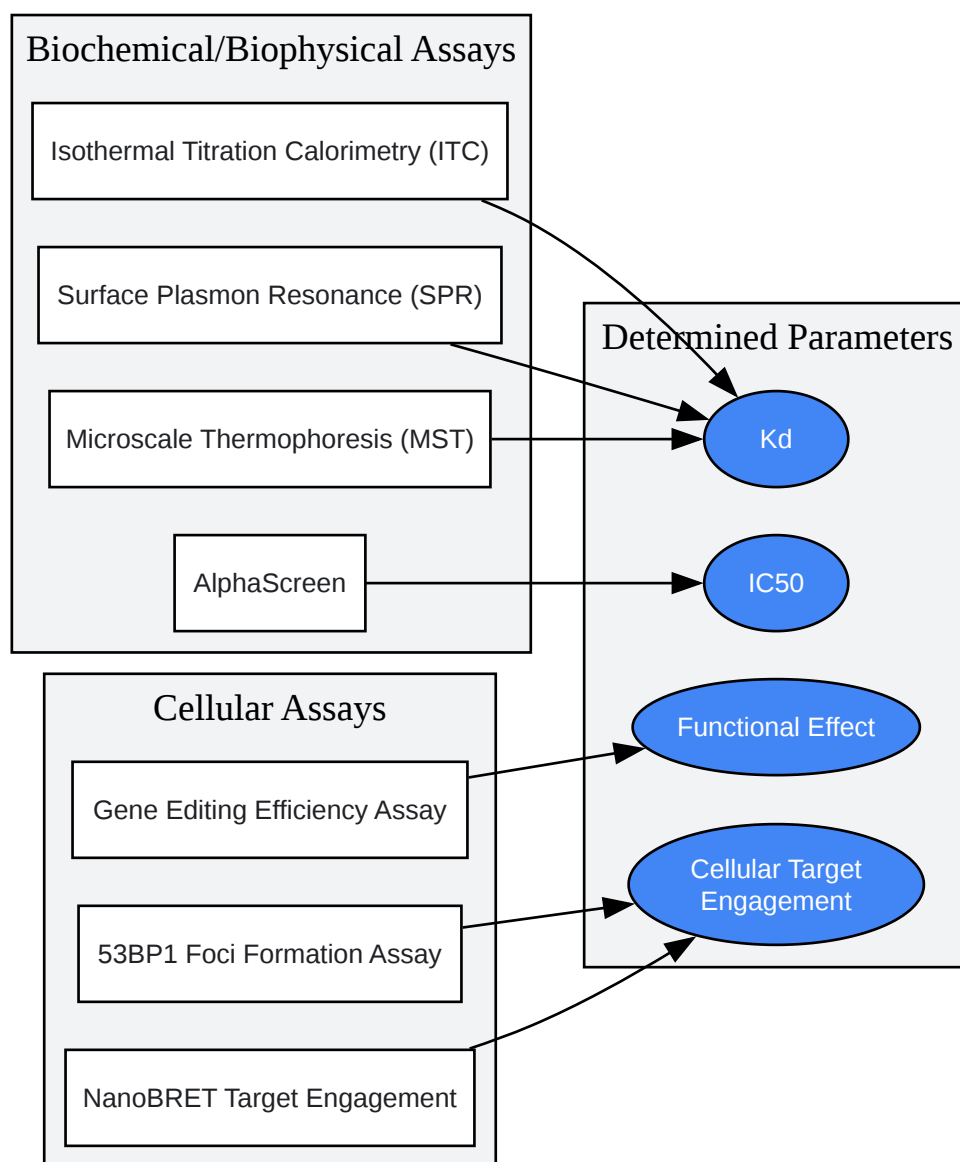 Biochemical/Biophysical Assays
Isothermal Titration Calorimetry (ITC)
Surface Plasmon Resonance (SPR)
Microscale Thermophoresis (MST)
AlphaScreen
Determined Parameters
Kd
IC50
Functional Effect
Cellular Target
Engagement
Cellular Assays
Gene Editing Efficiency Assay
53BP1 Foci Formation Assay
NanoBRET Target Engagement